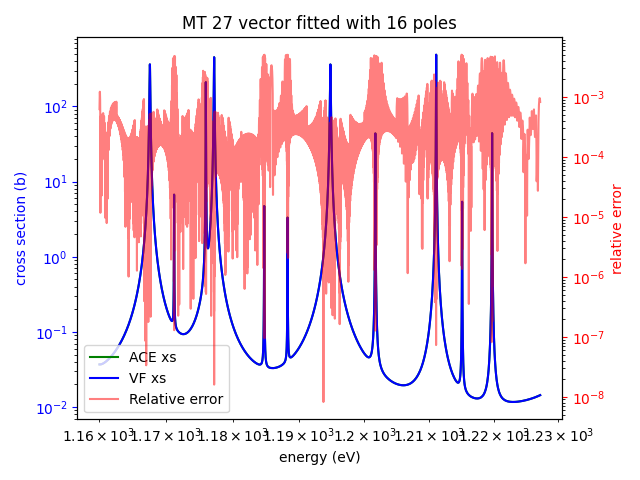 MT 27 vector fitted with 16 poles
10²
10¹
10⁰
10⁻¹
10⁻²
cross section (b)
10⁻³
10⁻⁴
10⁻⁵
10⁻⁶
10⁻⁷
10⁻⁸
relative error
ACE xs
VF xs
Relative error
1.16 × 10³ 1.17 × 10³ 1.18 × 10³ 1.19 × 10³ 1.2 × 10³ 1.21 × 10³ 1.22 × 10³ 1.23 × 10³
energy (eV)